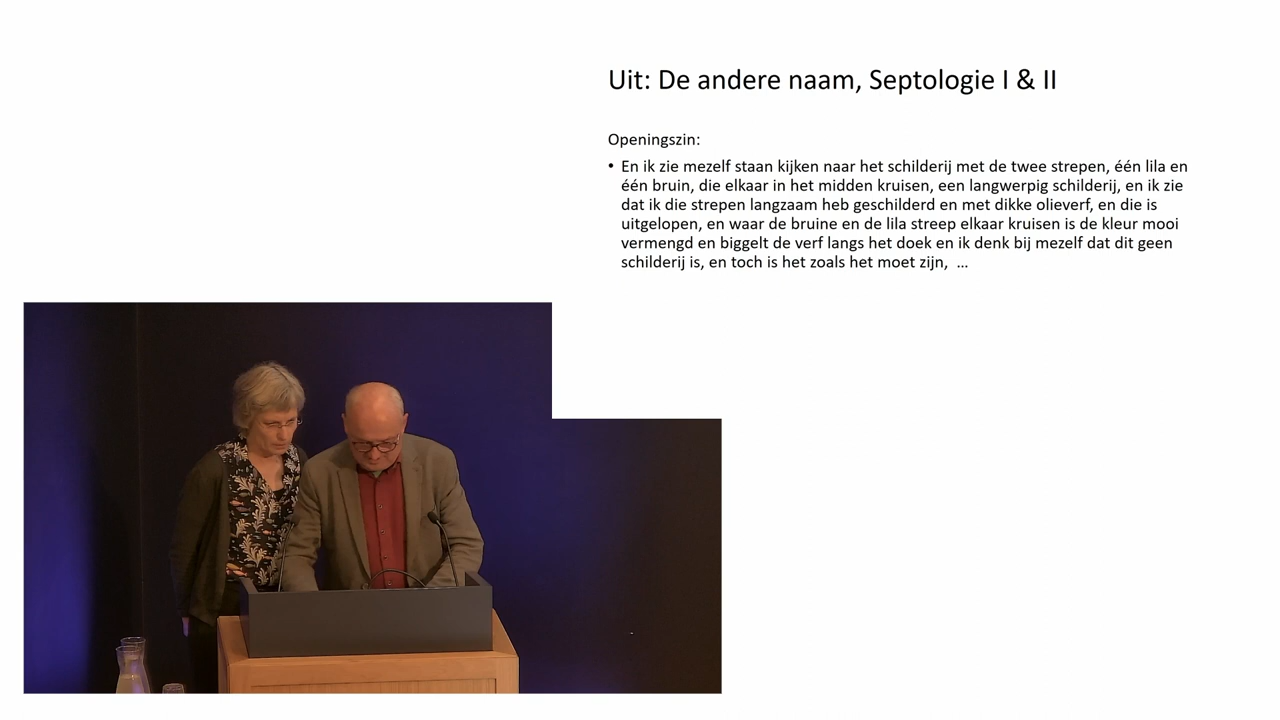 Uit: De andere naam, Septologie I & II
Openingszin:
• En ik zie mezelf staan kijken naar het schilderij met de twee strepen, één lila en
één bruin, die elkaar in het midden kruisen, een langwerpig schilderij, en ik zie
dat ik die strepen langzaam heb geschilderd en met dikke olieverf, en die is
uitgelopen, en waar de bruine en de lila streep elkaar kruisen is de kleur mooi
vermengd en biggelt de verf langs het doek en ik denk bij mezelf dat dit geen
schilderij is, en toch is het zoals het moet zijn, ...